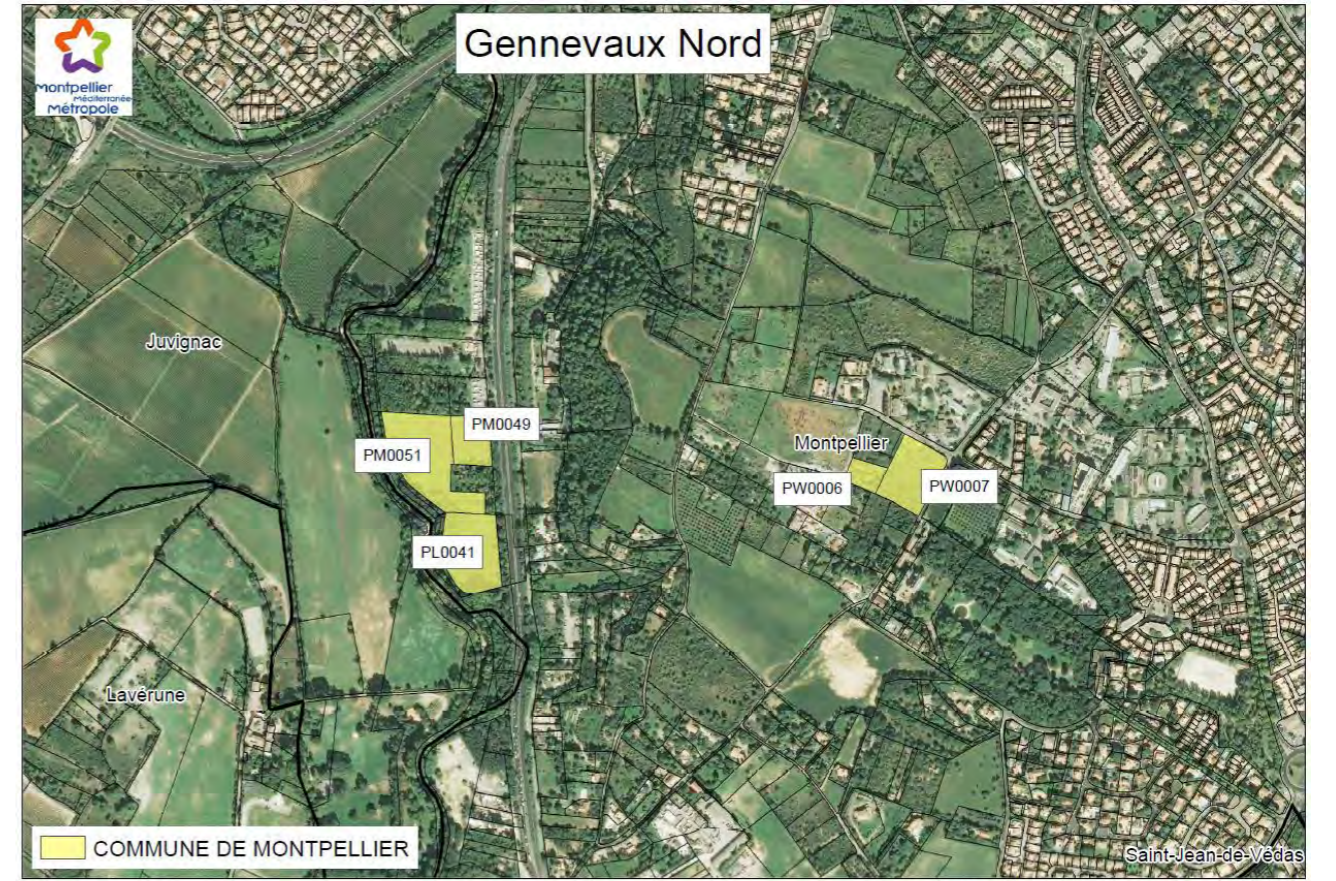 Gennevaux Nord
montpellier
Méditerranée
métropole
Juvignac
PM0049
PM0051
Montpellier
PW0006
PW0007
PL0041
Lavérune
COMMUNE DE MONTPELLIER
Saint-Jean-de-Védas